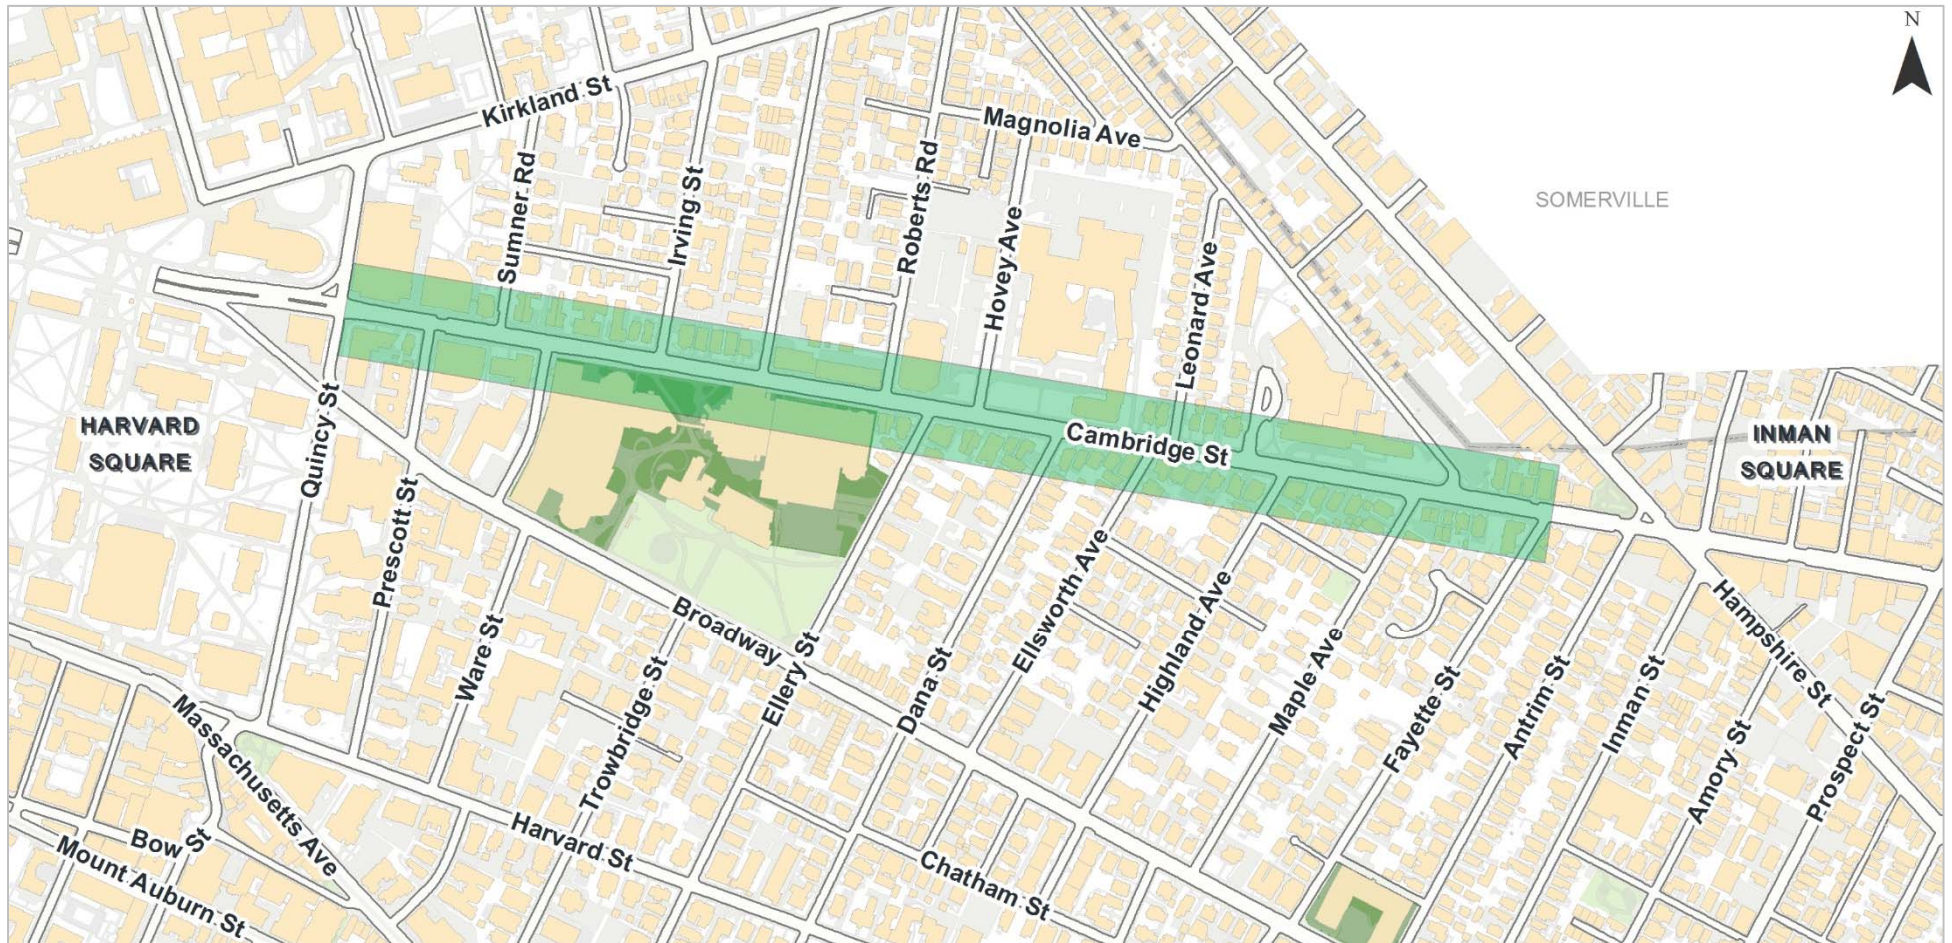 N
Kirkland St
Magnolia Ave
Sumner Rd
Irving St
Roberts Rd
Hovey Ave
Leonard Ave
SOMERVILLE
HARVARD
SQUARE
Quincy St
Cambridge St
INMAN
SQUARE
Prescott St
Ware St
Broadway
Trowbridge St
Ellery St
Dana St
Ellsworth Ave
Highland Ave
Maple Ave
Fayette St
Antrim St
Inman St
Amory St
Hampshire St
Prospect St
Massachusetts Ave
Bow St
Mount Auburn St
Harvard St
Chatham St